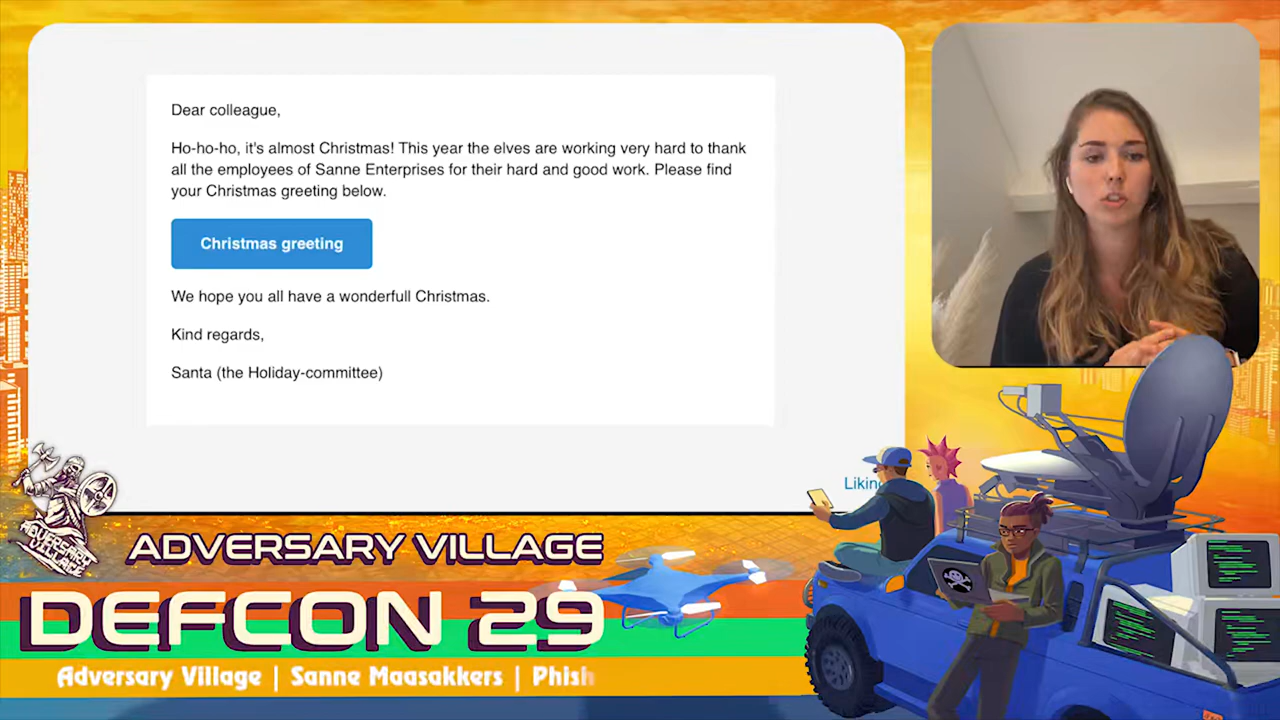 Dear colleague,
Ho-ho-ho, it's almost Christmas! This year the elves are working very hard to thank
all the employees of Sanne Enterprises for their hard and good work. Please find
your Christmas greeting below.
Christmas greeting
We hope you all have a wonderfull Christmas.
Kind regards,
Santa (the Holiday-committee)
Liking
ADVERSARY VILLAGE
ADVERSARY VILLAGE
DEFCON 29
Adversary Village | Sanne Maasakkers | Phish